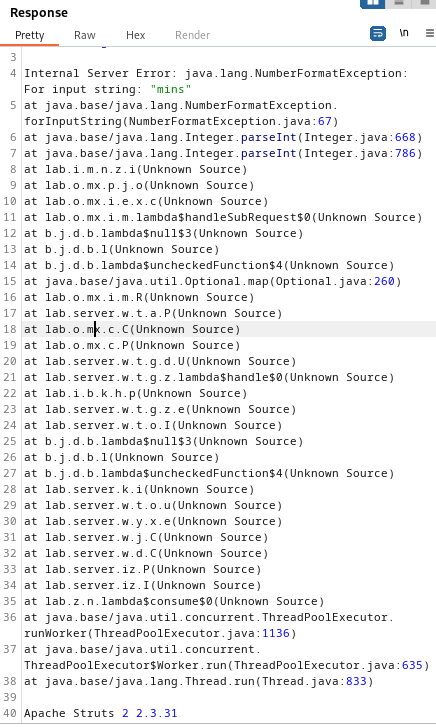 Response
Pretty Raw Hex Render \n
3
4 Internal Server Error: java.lang.NumberFormatException:
For input string: "mins"
5 at java.base/java.lang.NumberFormatException.
forInputString(NumberFormatException.java:67)
6 at java.base/java.lang.Integer.parseInt(Integer.java:668)
7 at java.base/java.lang.Integer.parseInt(Integer.java:786)
8 at lab.i.m.n.z.i(Unknown Source)
9 at lab.o.mx.p.j.o(Unknown Source)
10 at lab.o.mx.i.e.x.c(Unknown Source)
11 at lab.o.mx.i.m.lambda$handleSubRequest$0(Unknown Source)
12 at b.j.d.b.lambda$null$3(Unknown Source)
13 at b.j.d.b.l(Unknown Source)
14 at b.j.d.b.lambda$uncheckedFunction$4(Unknown Source)
15 at java.base/java.util.Optional.map(Optional.java:260)
16 at lab.o.mx.i.m.R(Unknown Source)
17 at lab.server.w.t.a.P(Unknown Source)
18 at lab.o.mx.c.C(Unknown Source)
19 at lab.o.mx.c.P(Unknown Source)
20 at lab.server.w.t.g.d.U(Unknown Source)
21 at lab.server.w.t.g.z.lambda$handle$0(Unknown Source)
22 at lab.i.b.k.h.p(Unknown Source)
23 at lab.server.w.t.g.z.e(Unknown Source)
24 at lab.server.w.t.o.I(Unknown Source)
25 at b.j.d.b.lambda$null$3(Unknown Source)
26 at b.j.d.b.l(Unknown Source)
27 at b.j.d.b.lambda$uncheckedFunction$4(Unknown Source)
28 at lab.server.k.i(Unknown Source)
29 at lab.server.w.t.o.u(Unknown Source)
30 at lab.server.w.y.x.e(Unknown Source)
31 at lab.server.w.j.C(Unknown Source)
32 at lab.server.w.d.C(Unknown Source)
33 at lab.server.iz.P(Unknown Source)
34 at lab.server.iz.I(Unknown Source)
35 at lab.z.n.lambda$consume$0(Unknown Source)
36 at java.base/java.util.concurrent.ThreadPoolExecutor.
runWorker(ThreadPoolExecutor.java:1136)
37 at java.base/java.util.concurrent.
ThreadPoolExecutor$Worker.run(ThreadPoolExecutor.java:635)
38 at java.base/java.lang.Thread.run(Thread.java:833)
39
40 Apache Struts 2 2.3.31